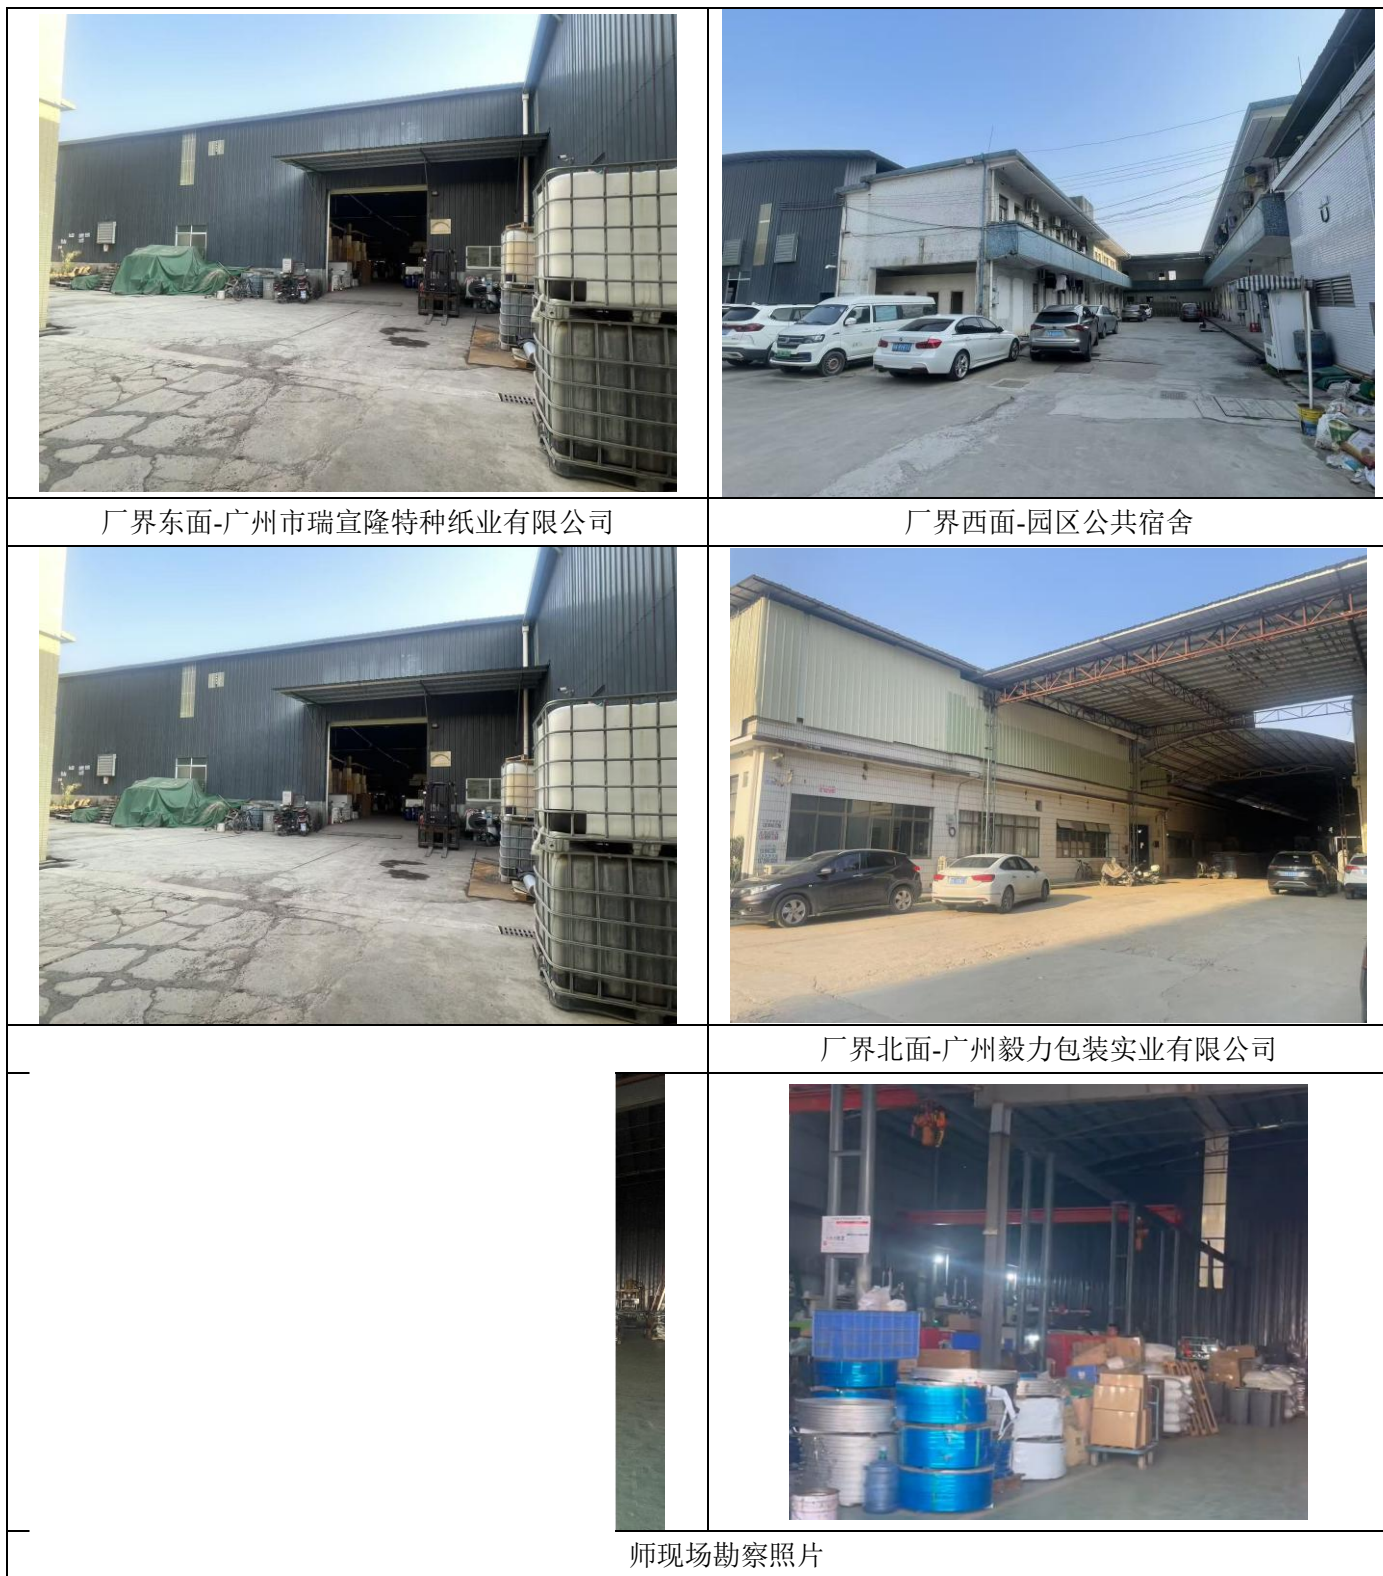 厂界东面-广州市瑞宣隆特种纸业有限公司
厂界西面-园区公共宿舍
厂界北面-广州毅力包装实业有限公司
师现场勘察照片